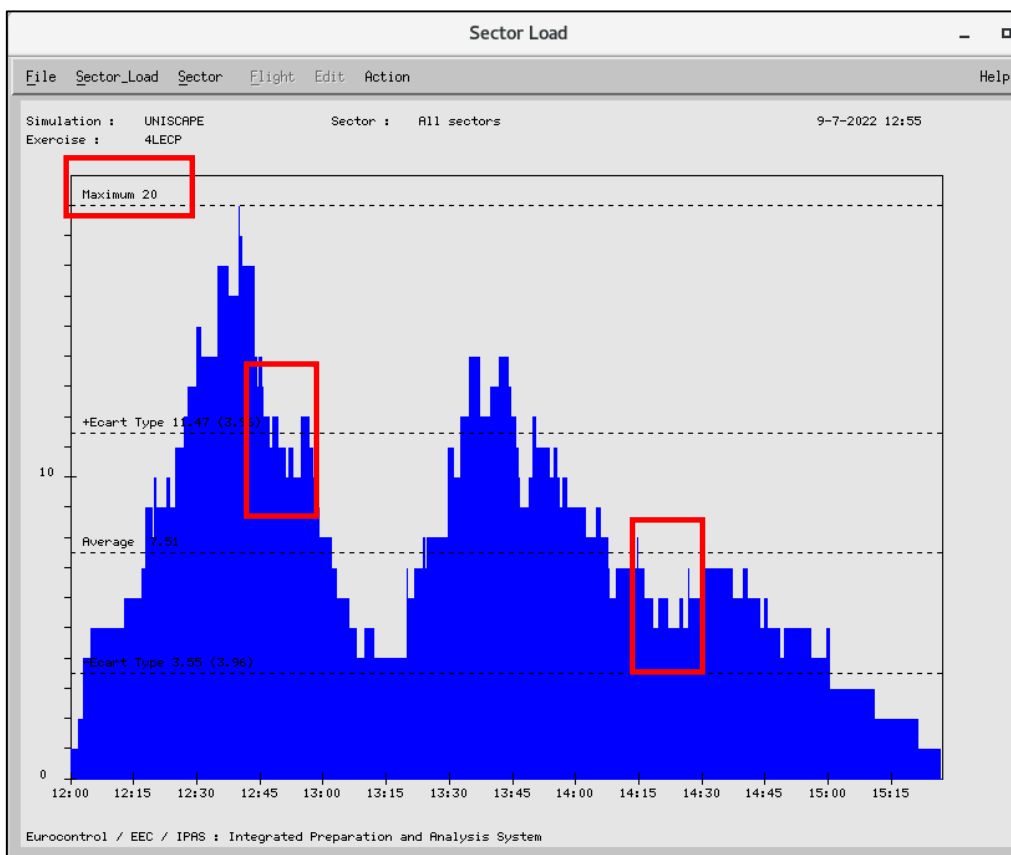 Sector Load
File Sector_Load Sector Flight Edit Action Help
Simulation : UNISCAPE Sector : All sectors 9-7-2022 12:55
Exercise : 4LECP
Maximum 20
+Ecart Type 11.47 (3.96)
10
Average 7.51
-Ecart Type 3.55 (3.96)
0
12:00 12:15 12:30 12:45 13:00 13:15 13:30 13:45 14:00 14:15 14:30 14:45 15:00 15:15
Eurocontrol / EEC / IPAS : Integrated Preparation and Analysis System